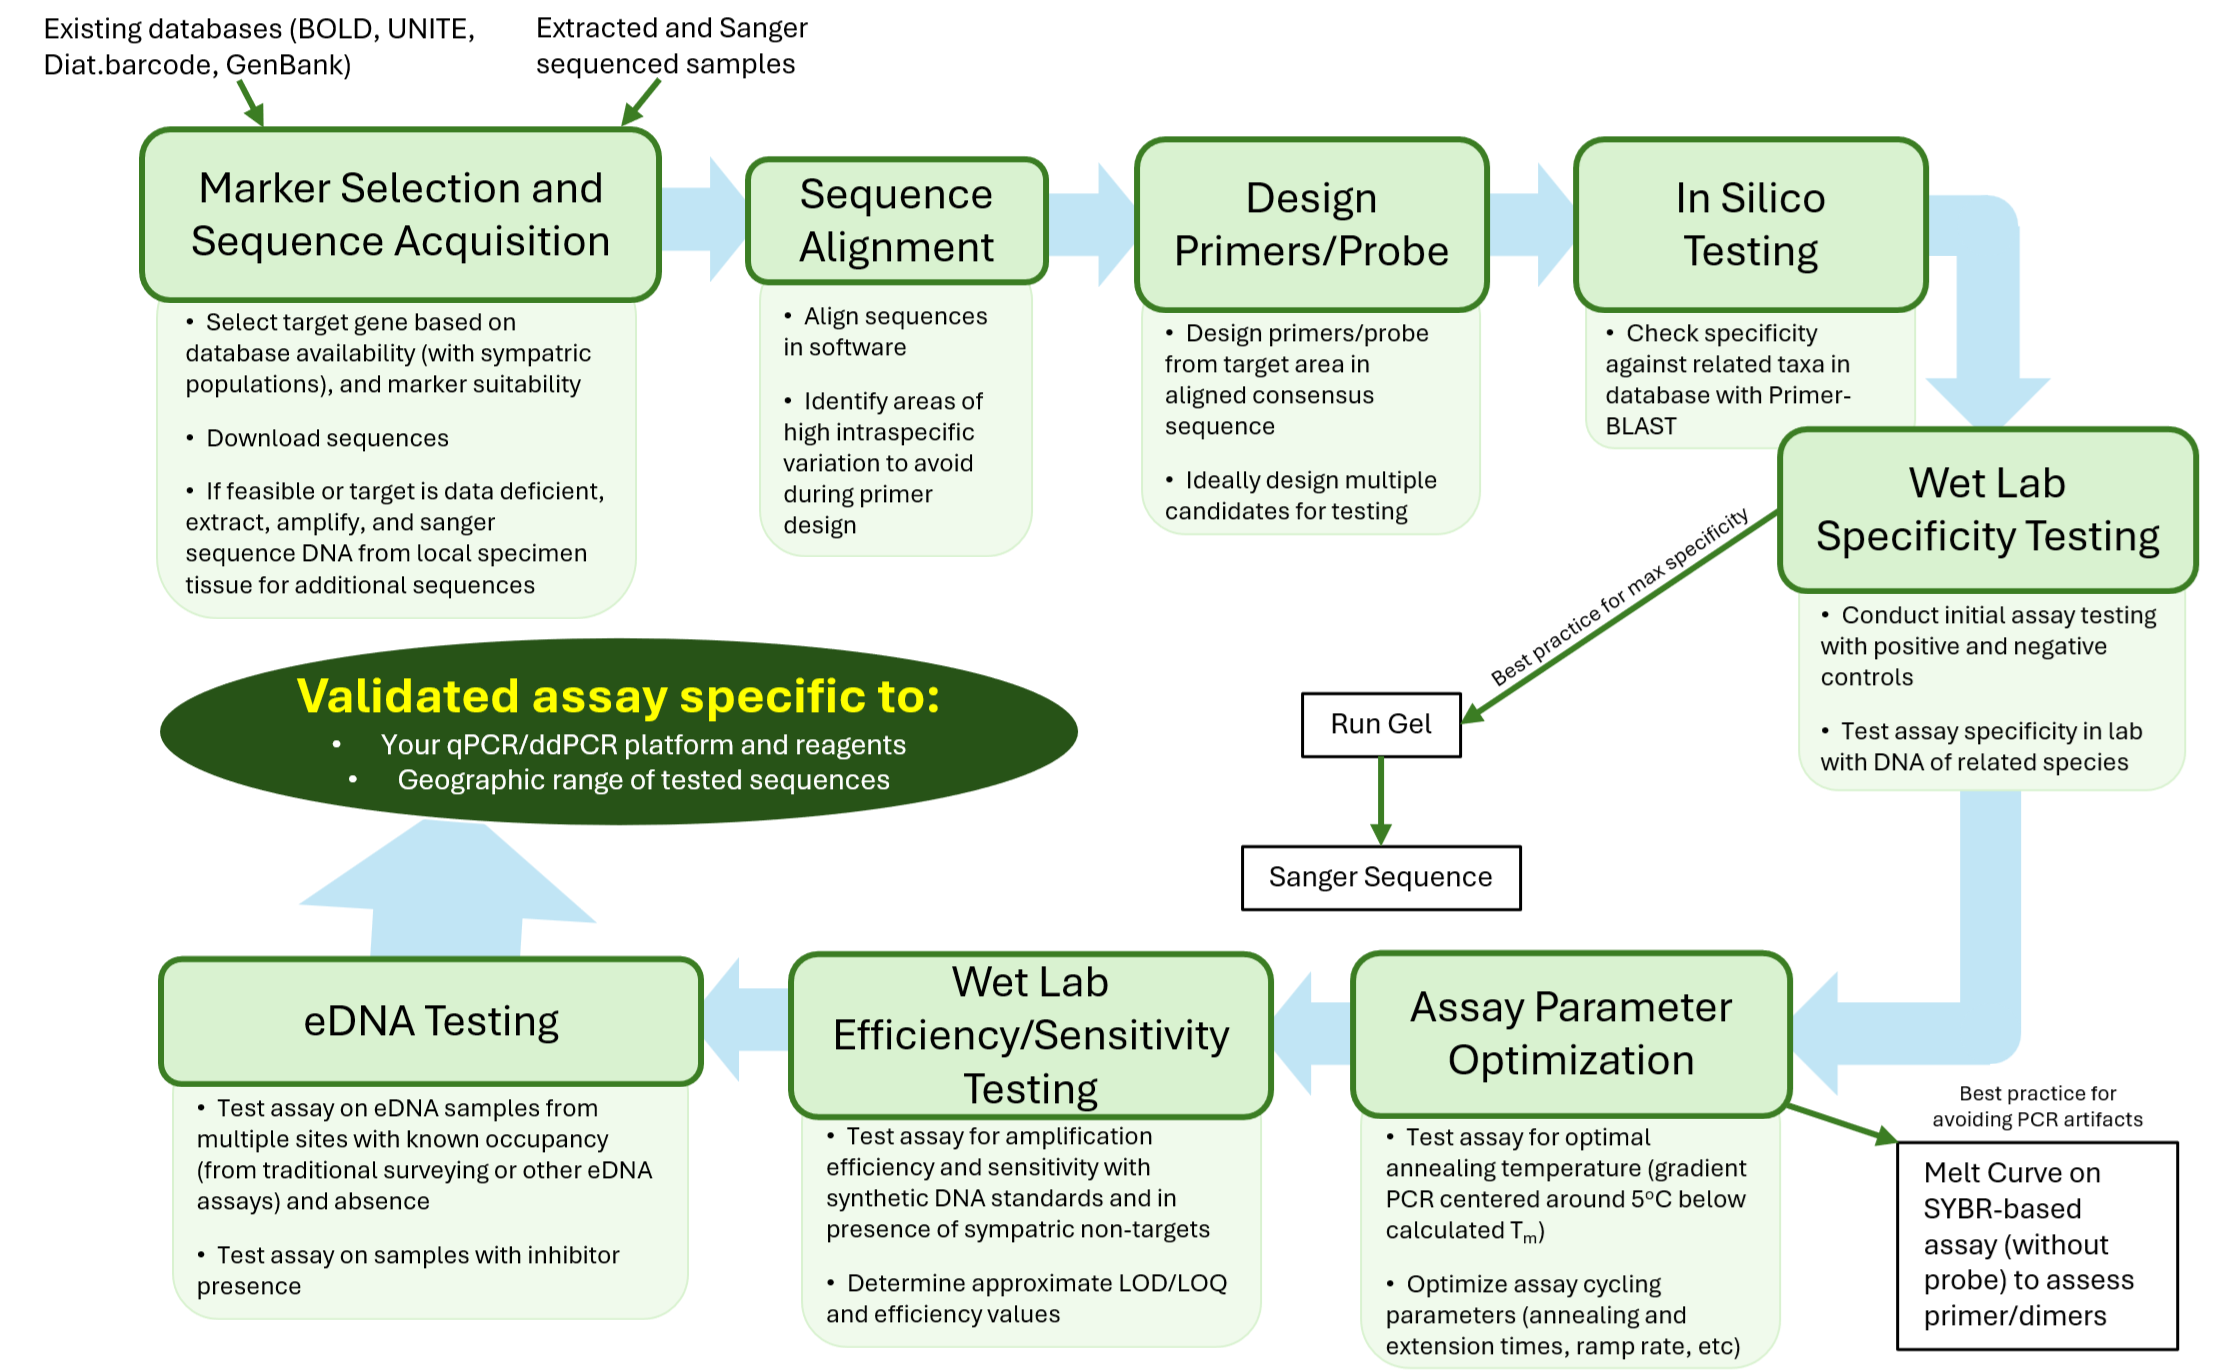 Existing databases (BOLD, UNITE,
Diat.barcode, GenBank)
Extracted and Sanger
sequenced samples
Marker Selection and
Sequence Acquisition
• Select target gene based on
database availability (with sympatric
populations), and marker suitability
• Download sequences
• If feasible or target is data deficient,
extract, amplify, and sanger
sequence DNA from local specimen
tissue for additional sequences
Sequence
Alignment
• Align sequences
in software
• Identify areas of
high intraspecific
variation to avoid
during primer
design
Design
Primers/Probe
• Design primers/probe
from target area in
aligned consensus
sequence
• Ideally design multiple
candidates for testing
In Silico
Testing
• Check specificity
against related taxa in
database with Primer-
BLAST
Wet Lab
Specificity Testing
• Conduct initial assay testing
with positive and negative
controls
• Test assay specificity in lab
with DNA of related species
Best practice for max specificity
Run Gel
Sanger Sequence
Assay Parameter
Optimization
• Test assay for optimal
annealing temperature (gradient
PCR centered around 5°C below
calculated Tm)
• Optimize assay cycling
parameters (annealing and
extension times, ramp rate, etc)
Best practice for
avoiding PCR artifacts
Melt Curve on
SYBR-based
assay (without
probe) to assess
primer/dimers
Wet Lab
Efficiency/Sensitivity
Testing
• Test assay for amplification
efficiency and sensitivity with
synthetic DNA standards and in
presence of sympatric non-targets
• Determine approximate LOD/LOQ
and efficiency values
eDNA Testing
• Test assay on eDNA samples from
multiple sites with known occupancy
(from traditional surveying or other eDNA
assays) and absence
• Test assay on samples with inhibitor
presence
Validated assay specific to:
• Your qPCR/ddPCR platform and reagents
• Geographic range of tested sequences